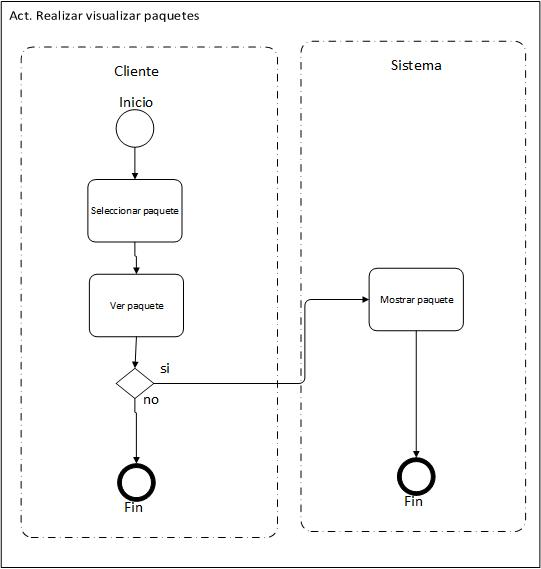 Act. Realizar visualizar paquetes
Cliente
Sistema
Inicio
Seleccionar paquete
Ver paquete
Mostrar paquete
si
no
Fin
Fin